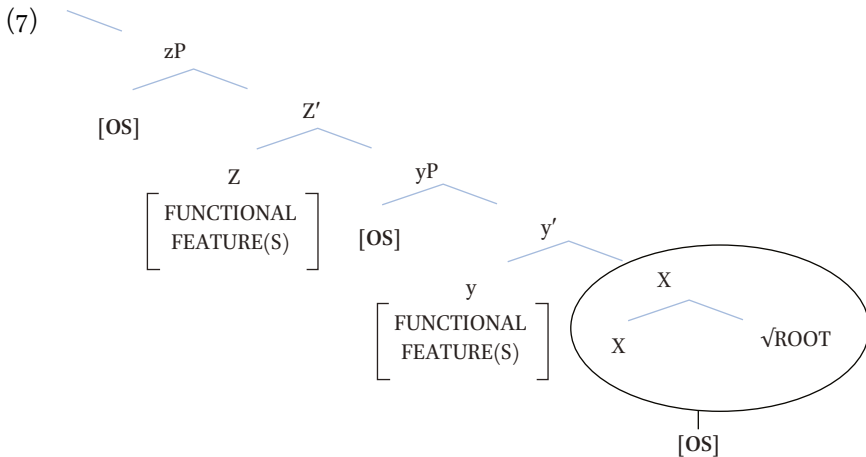 (7)
zP
[OS]
Z′
Z
[FUNCTIONAL
FEATURE(S)]
yP
[OS]
y′
y
[FUNCTIONAL
FEATURE(S)]
X
X
√ROOT
[OS]